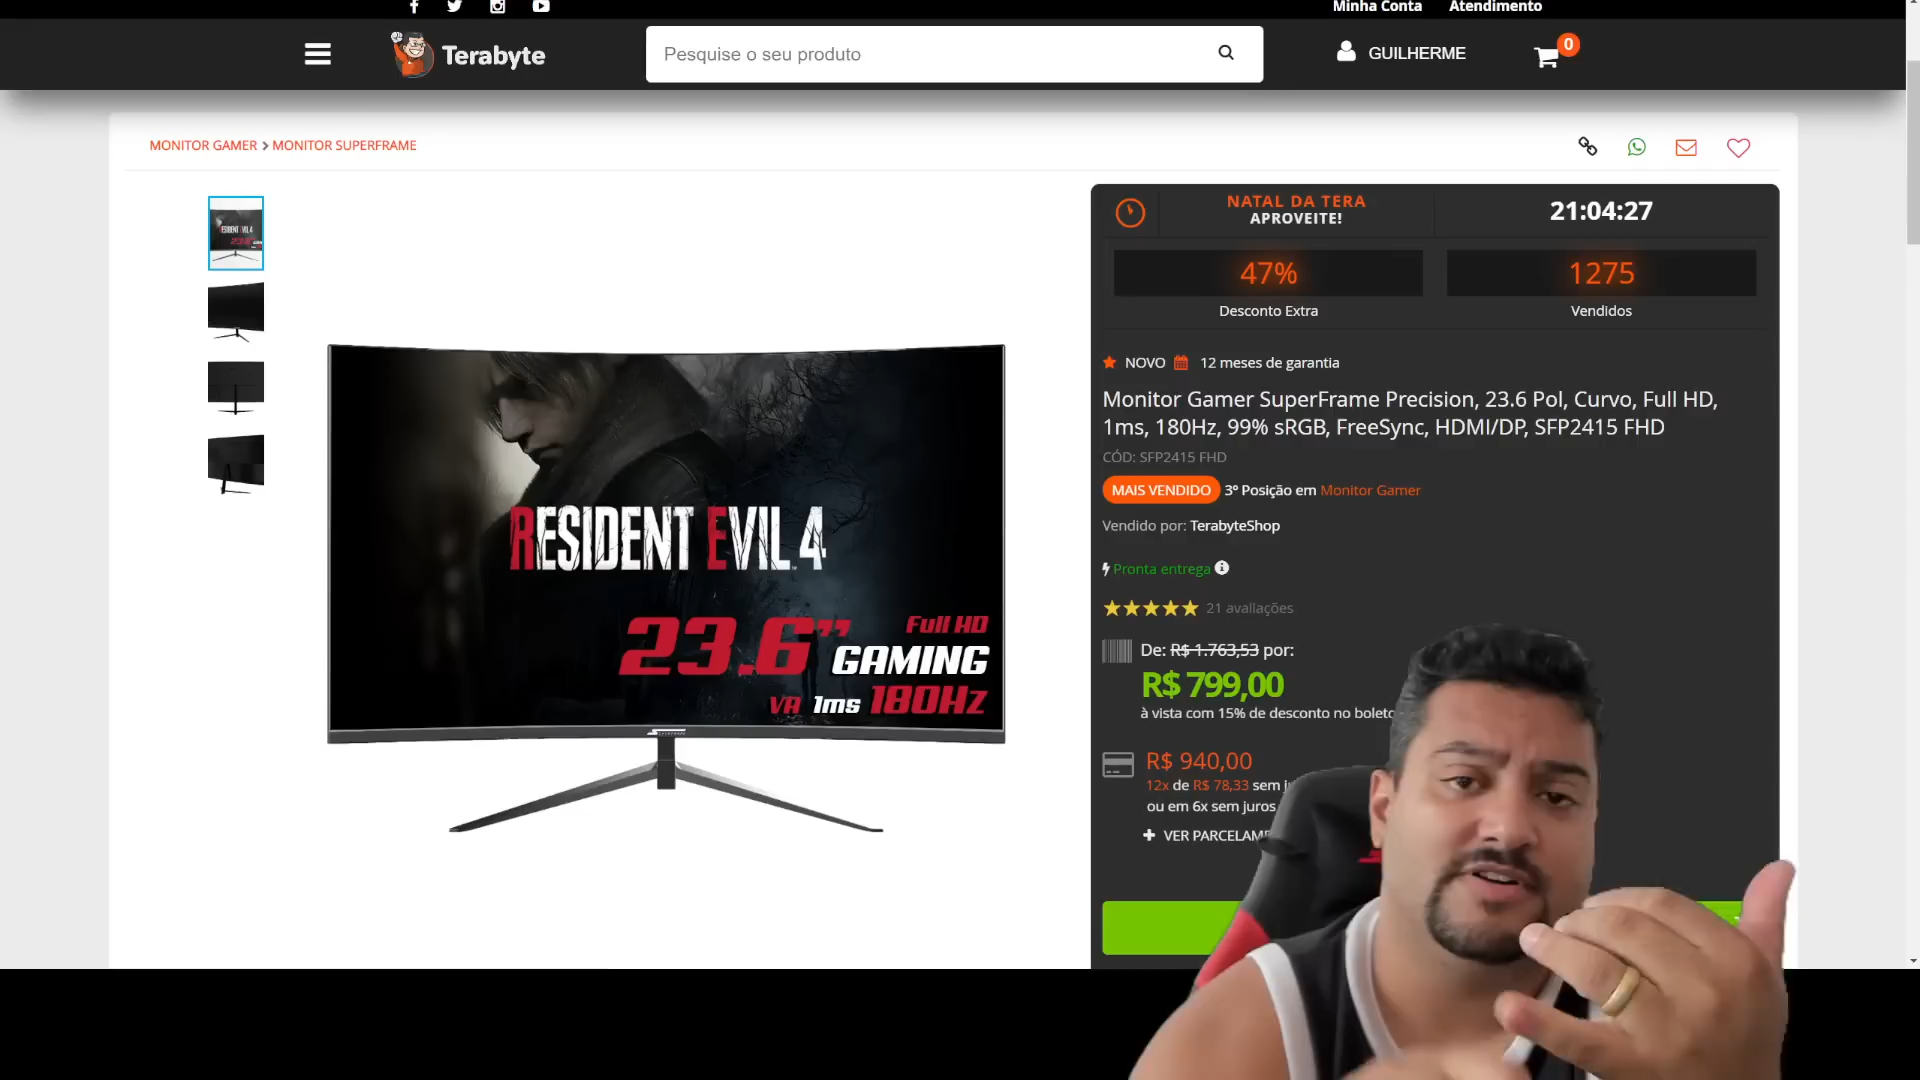 Minha Conta Atendimento
Terabyte
Pesquise o seu produto
GUILHERME
0
MONITOR GAMER > MONITOR SUPERFRAME
NATAL DA TERA
APROVEITE!
21:04:27
47%
Desconto Extra
1275
Vendidos
NOVO 12 meses de garantia
Monitor Gamer SuperFrame Precision, 23.6 Pol, Curvo, Full HD,
1ms, 180Hz, 99% sRGB, FreeSync, HDMI/DP, SFP2415 FHD
CÓD: SFP2415 FHD
MAIS VENDIDO 3º Posição em Monitor Gamer
Vendido por: TerabyteShop
Pronta entrega
21 avaliações
De: R$ 1.763,53 por:
R$ 799,00
à vista com 15% de desconto no boleto
R$ 940,00
12x de R$ 78,33 sem
ou em 6x sem juros
+ VER PARCELAM
RESIDENT EVIL 4
23.6”
Full HD
GAMING
VA 1ms 180Hz